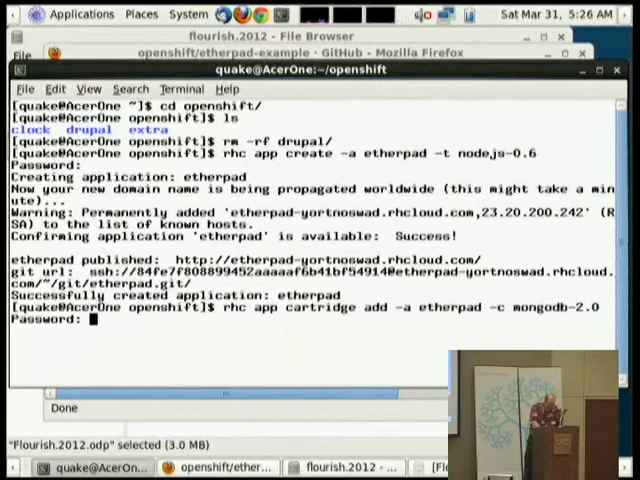 Applications Places System Sat Mar 31, 5:26 AM
flourish.2012 - File Browser
File openshift/etherpad-example · GitHub - Mozilla Firefox
quake@AcerOne:~/openshift
File Edit View Search Terminal Help
[quake@AcerOne ~]$ cd openshift/
[quake@AcerOne openshift]$ ls
clock drupal extra
[quake@AcerOne openshift]$ rm -rf drupal/
[quake@AcerOne openshift]$ rhc app create -a etherpad -t nodejs-0.6
Password:
Creating application: etherpad
Now your new domain name is being propagated worldwide (this might take a min
ute)...
Warning: Permanently added 'etherpad-yortnoswad.rhcloud.com,23.20.200.242' (R
SA) to the list of known hosts.
Confirming application 'etherpad' is available: Success!
etherpad published: http://etherpad-yortnoswad.rhcloud.com/
git url: ssh://84fe7f808899452aaaaaf6b41bf54914@etherpad-yortnoswad.rhcloud.
com/~/git/etherpad.git/
Successfully created application: etherpad
[quake@AcerOne openshift]$ rhc app cartridge add -a etherpad -c mongodb-2.0
Password:
Done
"Flourish.2012.odp" selected (3.0 MB)
quake@AcerOn... openshift/ether... flourish.2012 - ... [Fl